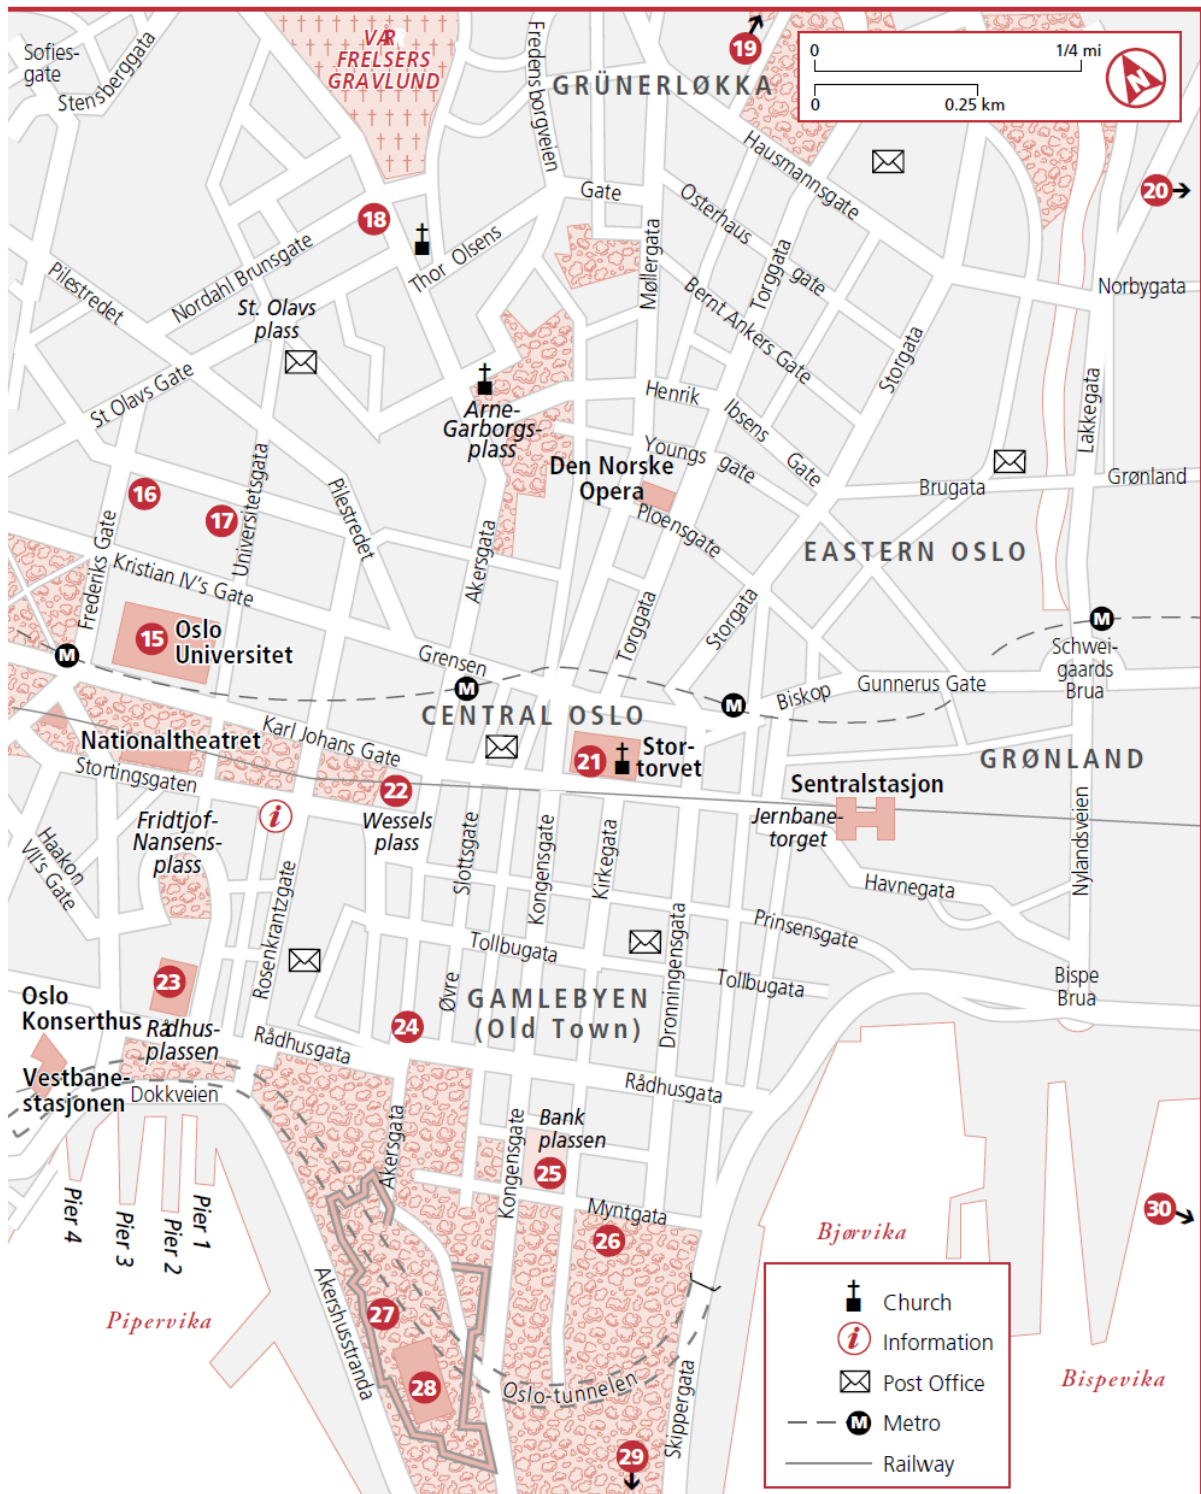 Sofies-
gate
Stensberggata
VÅR
FRELSERS
GRAVLUND
Fredensborgveien
19
GRÜNERLØKKA
0
1/4 mi
0
0.25 km
N
Hausmannsgate
20
Gate
Osterhaus gate
18
Thor Olsens
Møllergata
Torggata
Norbygata
Pilestredet
Nordahl Brunsgate
St. Olavs
plass
Bernt Ankers Gate
Storgata
St Olavs Gate
Arne-
Garborgs-
plass
Henrik Ibsens Gate
Lakkegata
Youngs gate
Den Norske
Opera
Brugata
Grønland
16
17
Universitetsgata
Pilestredet
Ploensgate
EASTERN OSLO
Frederiks Gate
Kristian IV's Gate
Akersgata
15
Oslo
Universitet
Torggata
Storgata
M
M
M
M
Schwei-
gaards
Brua
Grensen
Biskop
Gunnerus Gate
CENTRAL OSLO
Karl Johans Gate
Nationaltheatret
21
Stor-
torvet
GRØNLAND
Stortingsgaten
22
Wessels
plass
Sentralstasjon
Jernbane-
torget
i
Fridtjof-
Nansens-
plass
Haakon
VII's Gate
Rosenkrantzgate
Slottsgate
Kongensgate
Kirkegata
Havnegata
Nylandsveien
Prinsensgate
Tollbugata
Dronningensgata
Tollbugata
Bispe
Brua
23
Øvre
GAMLEBYEN
(Old Town)
Oslo
Konserthus
Rådhus-
plassen
24
Rådhusgata
Rådhusgata
Vestbane-
stasjonen
Dokkveien
Akersgata
Bank
plassen
25
Kongensgate
Myntgata
26
Pier 4
Pier 3
Pier 2
Pier 1
30
Bjørvika
Pipervika
Akershusstranda
27
28
Oslo-tunnelen
Skippergata
29
Bispevika
Church
i
Information
Post Office
M
Metro
Railway